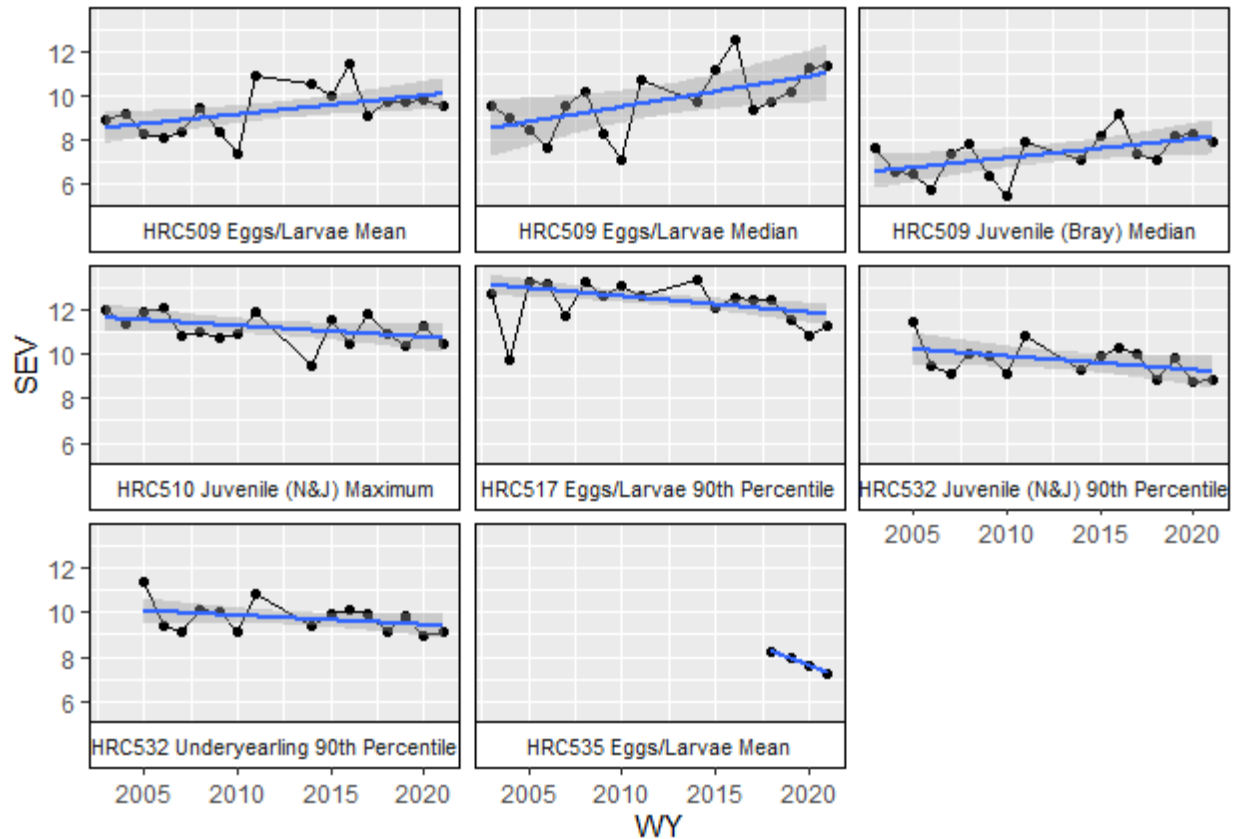 12
10
8
6
HRC509 Eggs/Larvae Mean
HRC509 Eggs/Larvae Median
HRC509 Juvenile (Bray) Median
SEV
12
10
8
6
HRC510 Juvenile (N&J) Maximum
HRC517 Eggs/Larvae 90th Percentile
HRC532 Juvenile (N&J) 90th Percentile
2005 2010 2015 2020
12
10
8
6
HRC532 Underyearling 90th Percentile
HRC535 Eggs/Larvae Mean
2005 2010 2015 2020
2005 2010 2015 2020
WY